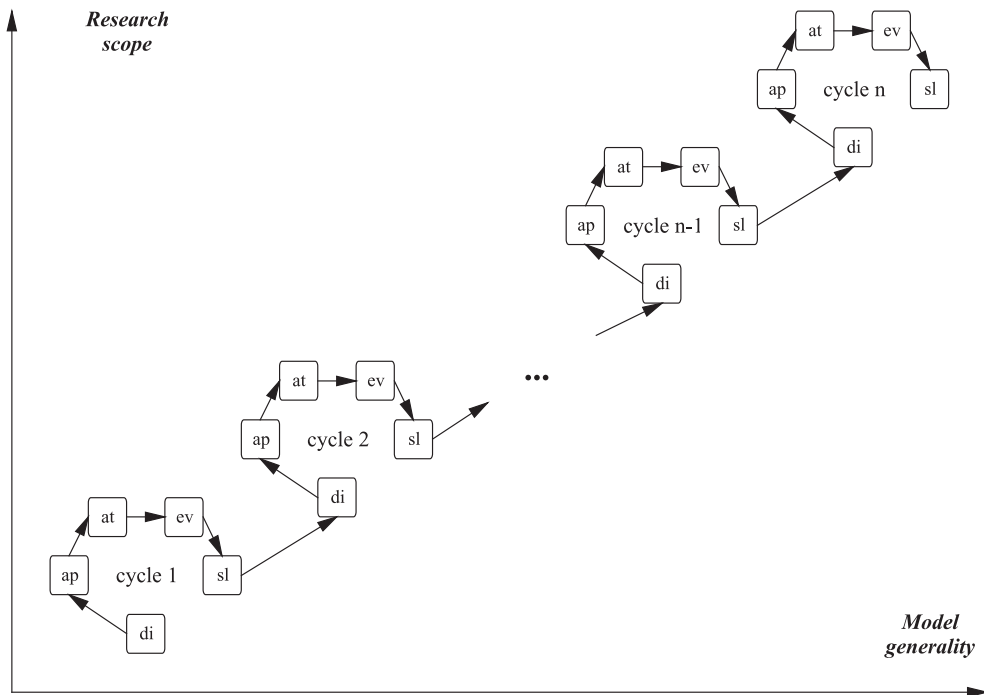 Research
scope
at
ev
ap
cycle n
sl
di
at
ev
ap
cycle n-1
sl
di
...
at
ev
ap
cycle 2
sl
di
at
ev
ap
cycle 1
sl
di
Model
generality